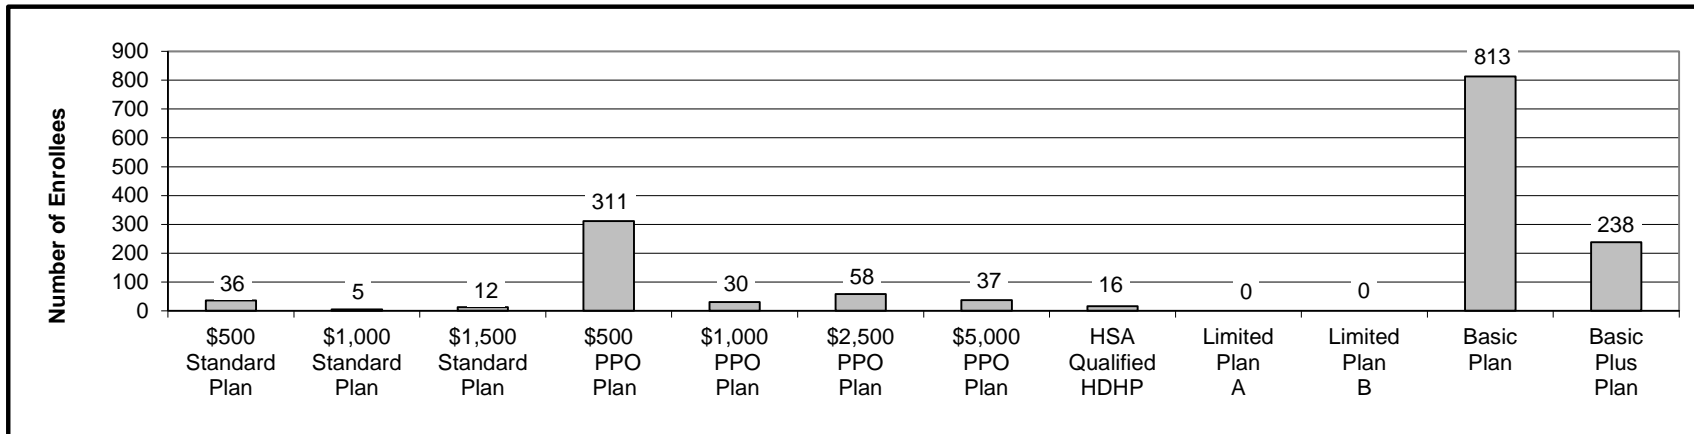 Number of Enrollees
900
800
700
600
500
400
300
200
100
0
36
5
12
311
30
58
37
16
0
0
813
238
$500
Standard
Plan
$1,000
Standard
Plan
$1,500
Standard
Plan
$500
PPO
Plan
$1,000
PPO
Plan
$2,500
PPO
Plan
$5,000
PPO
Plan
HSA
Qualified
HDHP
Limited
Plan
A
Limited
Plan
B
Basic
Plan
Basic
Plus
Plan